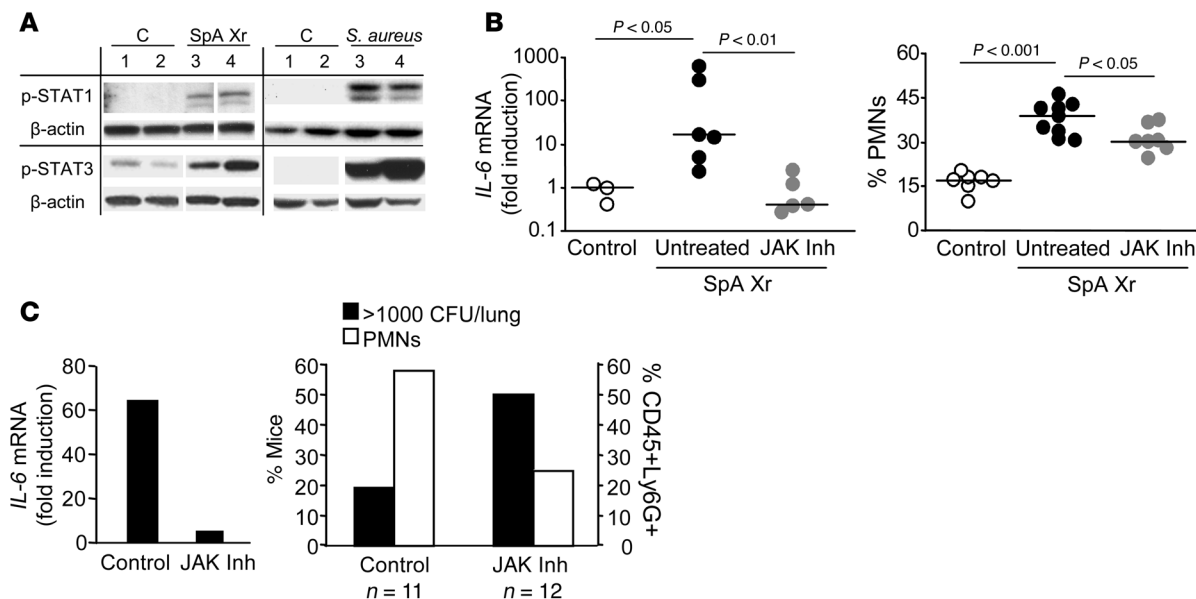 A
C SpA Xr C S. aureus
1 2 3 4 1 2 3 4
p-STAT1
β-actin
p-STAT3
β-actin
B
P < 0.05
P < 0.01
IL-6 mRNA
(fold induction)
1000
100
10
1
0.1
Control Untreated JAK Inh
SpA Xr
P < 0.001
P < 0.05
% PMNs
60
45
30
15
0
Control Untreated JAK Inh
SpA Xr
C
IL-6 mRNA
(fold induction)
80
60
40
20
0
Control JAK Inh
>1000 CFU/lung
PMNs
% Mice
60
50
40
30
20
10
0
60
50
40
30
20
10
0
% CD45+Ly6G+
Control JAK Inh
n = 11 n = 12